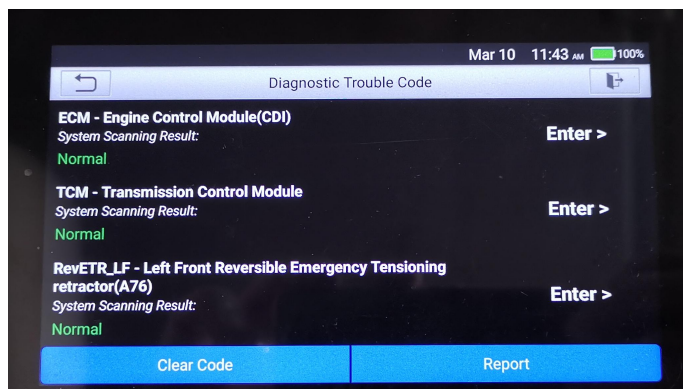 Mar 10 11:43 AM 100%
Diagnostic Trouble Code
ECM - Engine Control Module(CDI)
System Scanning Result:
Enter >
Normal
TCM - Transmission Control Module
System Scanning Result:
Enter >
Normal
RevETR_LF - Left Front Reversible Emergency Tensioning
retractor(A76)
System Scanning Result:
Enter >
Normal
Clear Code
Report